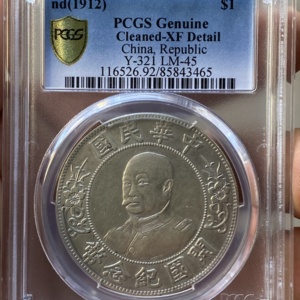 nd(1912) $1
PCGS Genuine
Cleaned-XF Detail
China, Republic
Y-321 LM-45
116526.92/85843465
PCGS
國民華中
幣念紀國開